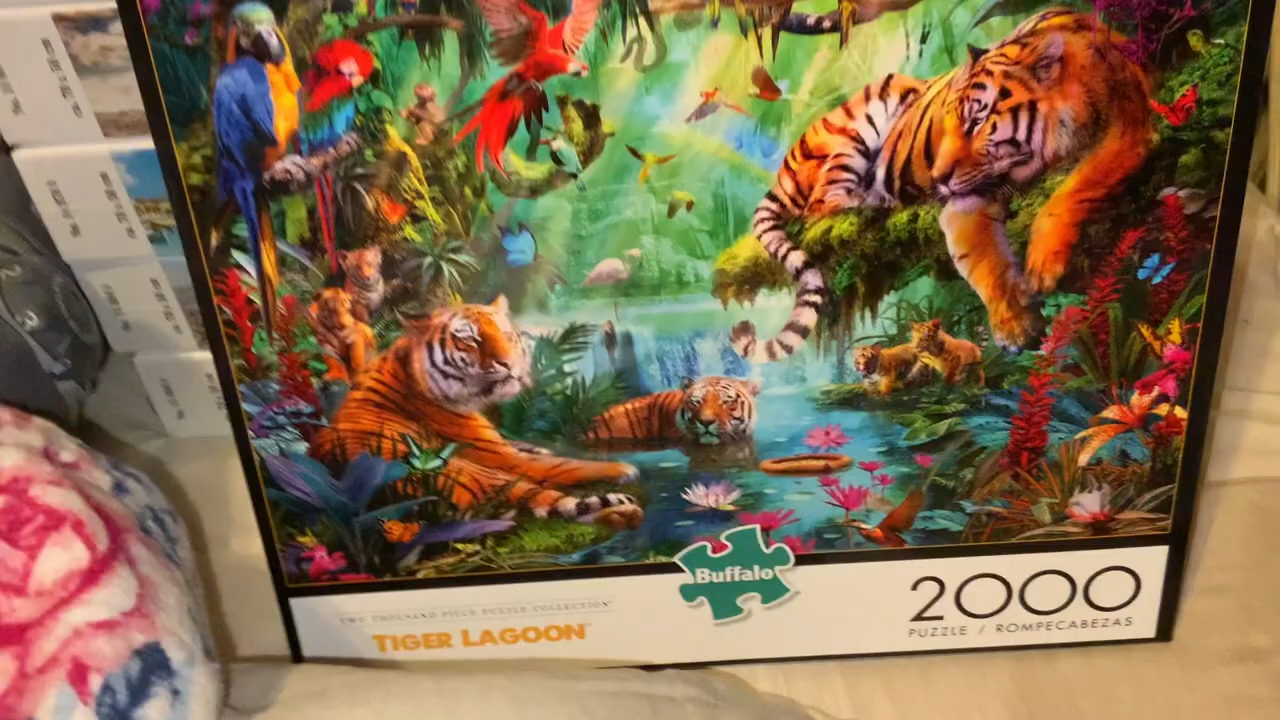 Buffalo
TWO THOUSAND PIECE PUZZLE COLLECTION
TIGER LAGOON
2000
PUZZLE / ROMPECABEZAS